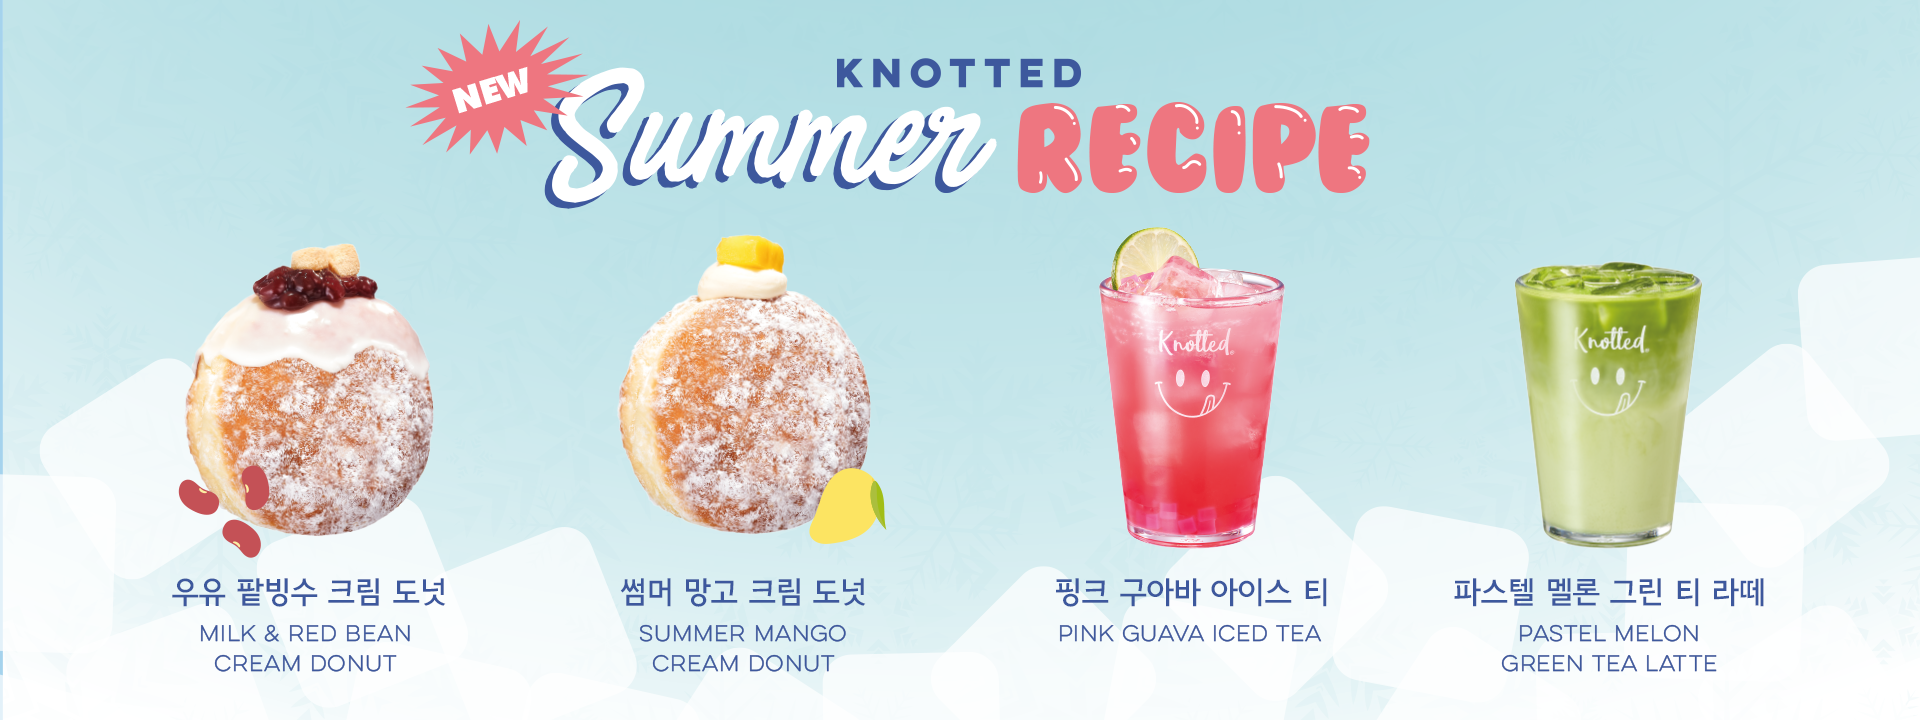 NEW
KNOTTED
Summer RECIPE
Knotted
Knotted
우유 팥빙수 크림 도넛
MILK & RED BEAN
CREAM DONUT
썸머 망고 크림 도넛
SUMMER MANGO
CREAM DONUT
핑크 구아바 아이스 티
PINK GUAVA ICED TEA
파스텔 멜론 그린 티 라떼
PASTEL MELON
GREEN TEA LATTE